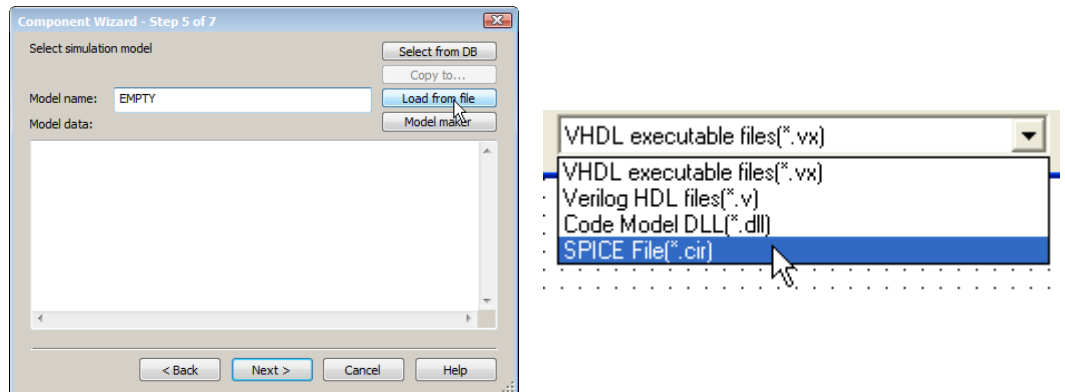 Component Wizard - Step 5 of 7
Select simulation model
Select from DB
Copy to...
Model name:
EMPTY
Load from file
Model data:
Model maker
< Back
Next >
Cancel
Help
VHDL executable files(*.vx)
VHDL executable files(*.vx)
Verilog HDL files(*.v)
Code Model DLL(*.dll)
SPICE File(*.cir)